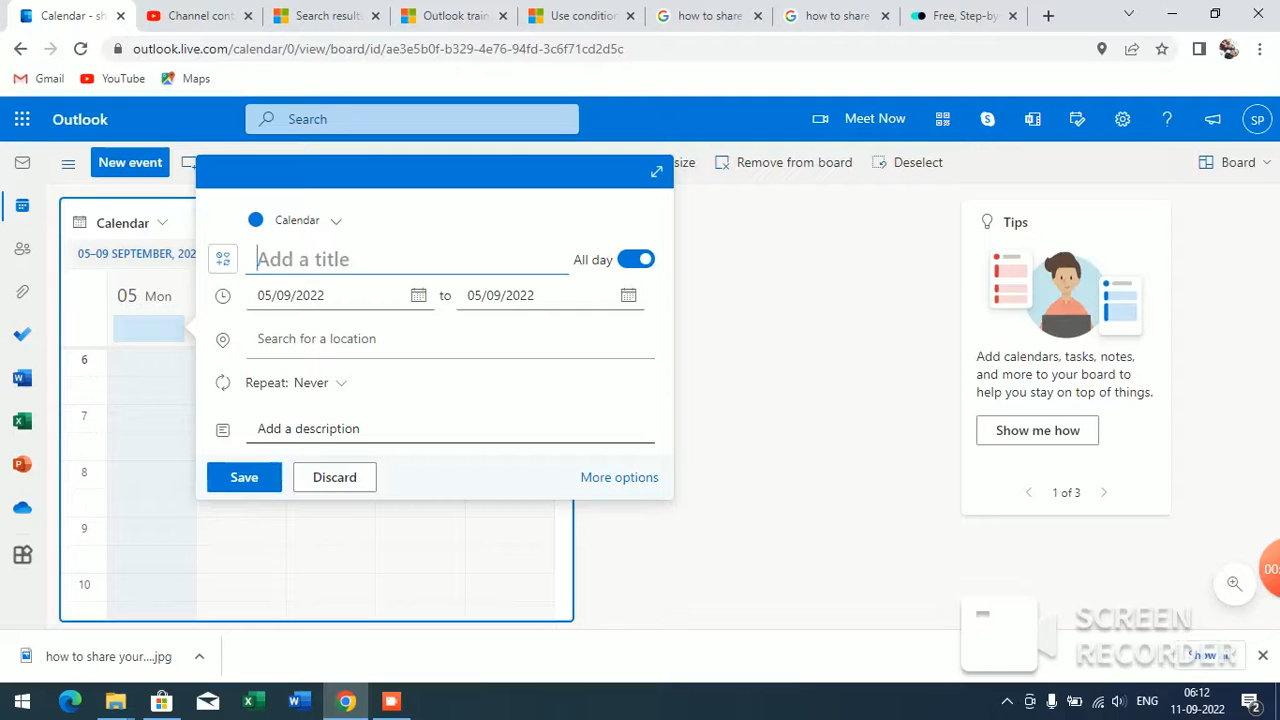 Calendar - sh
Channel cont
Search results
Outlook train
Use condition
how to share
how to share
Free, Step-by
outlook.live.com/calendar/0/view/board/id/ae3e5b0f-b329-4e76-94fd-3c6f71cd2d5c
Gmail
YouTube
Maps
Outlook
Search
Meet Now
SP
New event
size
Remove from board
Deselect
Board
Calendar
Calendar
Tips
Add a title
All day
05–09 SEPTEMBER, 202
05 Mon
05/09/2022
to
05/09/2022
Search for a location
6
Add calendars, tasks, notes,
and more to your board to
help you stay on top of things.
Repeat: Never
7
Add a description
Show me how
8
Save
Discard
More options
1 of 3
9
00:
10
SCREEN
RECORDER
how to share your....jpg
06:12
ENG
11-09-2022
2